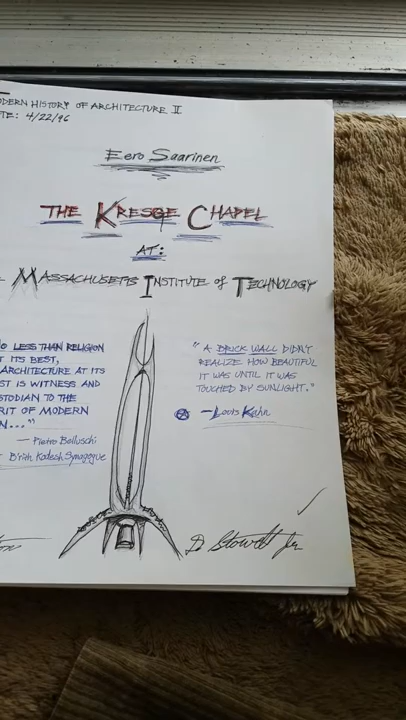 ODERN HISTORY OF ARCHITECTURE II
TE: 4/22/96
Eero Saarinen
THE KRESGE CHAPEL
AT:
MASSACHUSETTS INSTITUTE of TECHNOLOGY
O LESS THAN RELIGION
T ITS BEST,
ARCHITECTURE AT ITS
ST IS WITNESS AND
STODIAN TO THE
RIT OF MODERN
N..."
— Pietro Belluschi
B'rith Kodesh Synagogue
"A BRICK WALL DIDN'T
REALIZE HOW BEAUTIFUL
IT WAS UNTIL IT WAS
TOUCHED BY SUNLIGHT."
—Louis Kahn